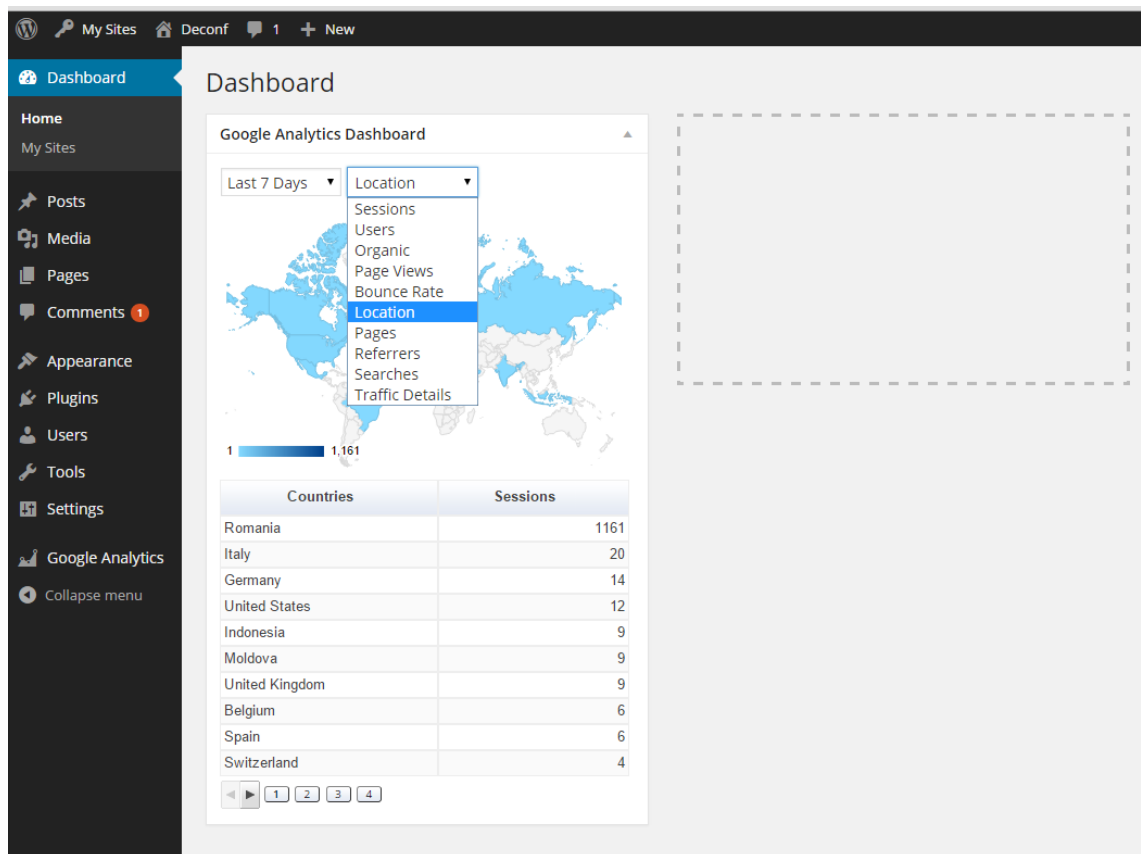 My Sites Deconf 1 + New
Dashboard
Home
My Sites
Posts
Media
Pages
Comments 1
Appearance
Plugins
Users
Tools
Settings
Google Analytics
Collapse menu
Dashboard
Google Analytics Dashboard
Last 7 Days Location
Sessions
Users
Organic
Page Views
Bounce Rate
Location
Pages
Referrers
Searches
Traffic Details
1 1,161
Countries Sessions
Romania 1161
Italy 20
Germany 14
United States 12
Indonesia 9
Moldova 9
United Kingdom 9
Belgium 6
Spain 6
Switzerland 4
1 2 3 4